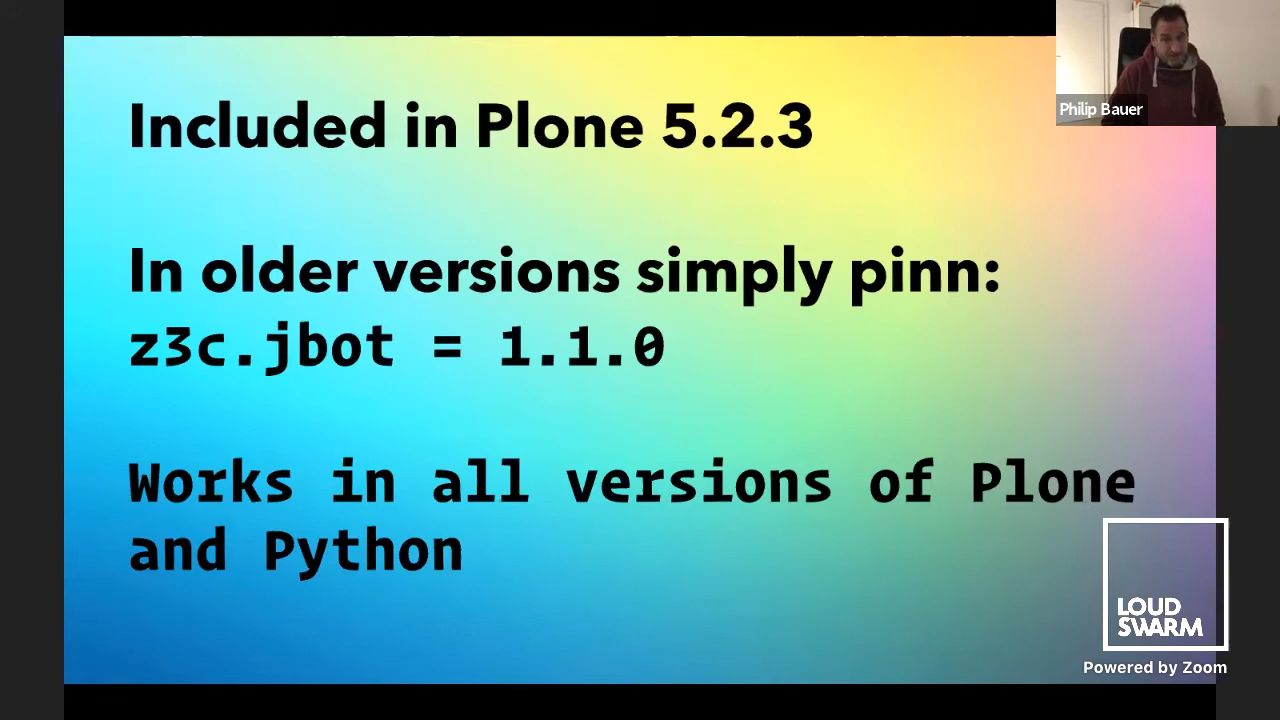 Included in Plone 5.2.3
Philip Bauer
In older versions simply pinn:
z3c.jbot = 1.1.0
Works in all versions of Plone
and Python
LOUD
SWARM
Powered by Zoom